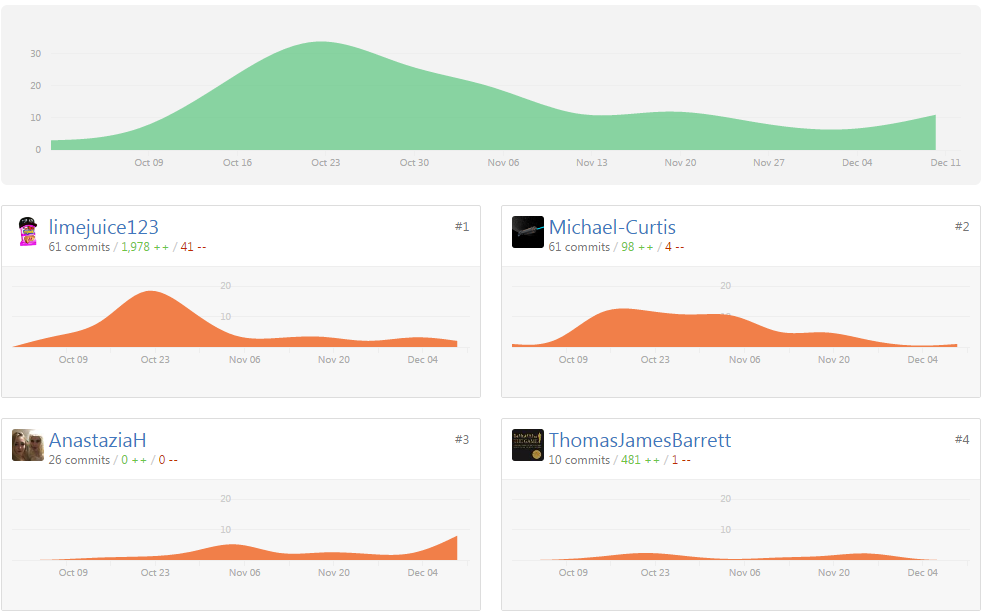 30
20
10
0
Oct 09 Oct 16 Oct 23 Oct 30 Nov 06 Nov 13 Nov 20 Nov 27 Dec 04 Dec 11
limejuice123 #1
61 commits / 1,978 ++ / 41 --
20
10
Oct 09 Oct 23 Nov 06 Nov 20 Dec 04
Michael-Curtis #2
61 commits / 98 ++ / 4 --
20
10
Oct 09 Oct 23 Nov 06 Nov 20 Dec 04
AnastaziaH #3
26 commits / 0 ++ / 0 --
20
10
Oct 09 Oct 23 Nov 06 Nov 20 Dec 04
ThomasJamesBarrett #4
10 commits / 481 ++ / 1 --
20
10
Oct 09 Oct 23 Nov 06 Nov 20 Dec 04